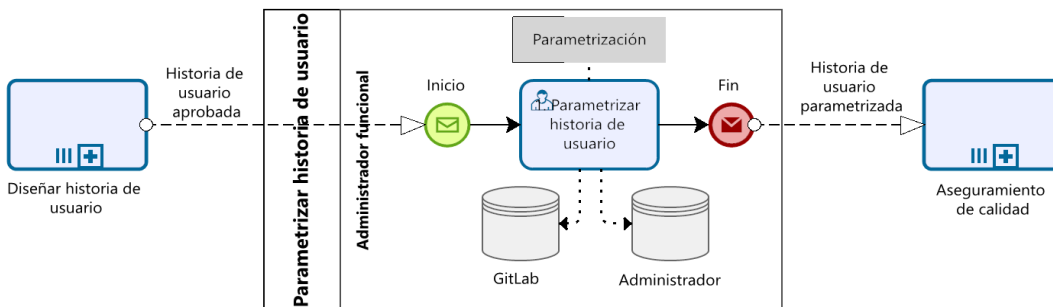 Historia de
usuario
aprobada
Diseñar historia de
usuario
Parametrizar historia de usuario
Administrador funcional
Parametrización
Inicio
Parametrizar
historia de
usuario
Fin
GitLab
Administrador
Historia de
usuario
parametrizada
Aseguramiento
de calidad